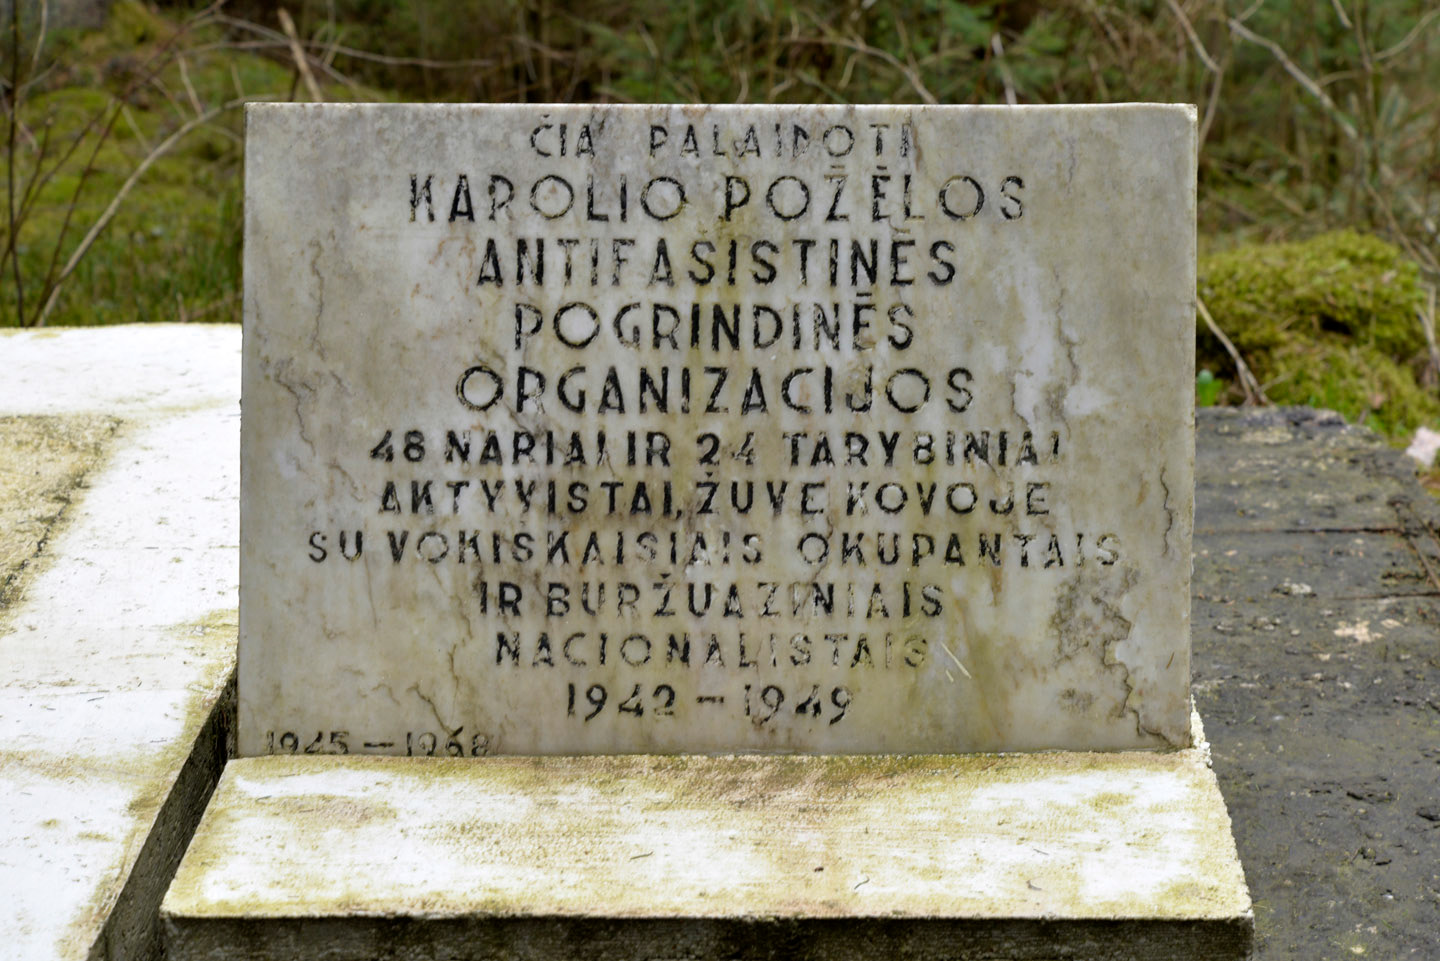 ČIA PALAIDOTI
KAROLIO POŽĖLOS
ANTIFAŠISTINĖS
POGRINDINĖS
ORGANIZACIJOS
48 NARIAI IR 24 TARYBINIAI
AKTYVISTAI, ŽUVE KOVOJE
SU VOKIŠKAISIAIS OKUPANTAIS
IR BURŽUAZINIAIS
NACIONALISTAIS
1942 – 1949
1945 – 1968